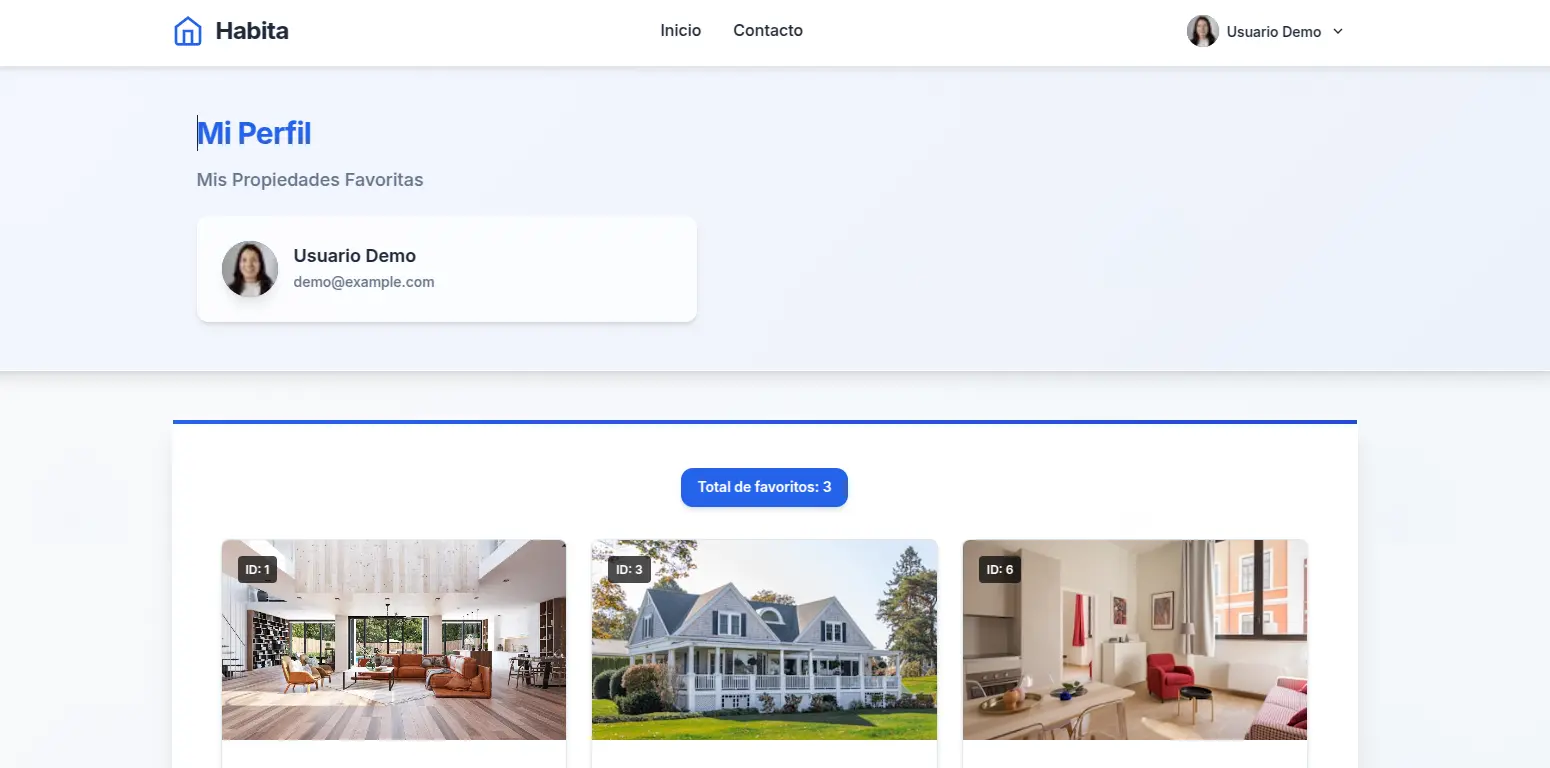 Habita
Inicio
Contacto
Usuario Demo
Mi Perfil
Mis Propiedades Favoritas
Usuario Demo
demo@example.com
Total de favoritos: 3
ID: 1
ID: 3
ID: 6